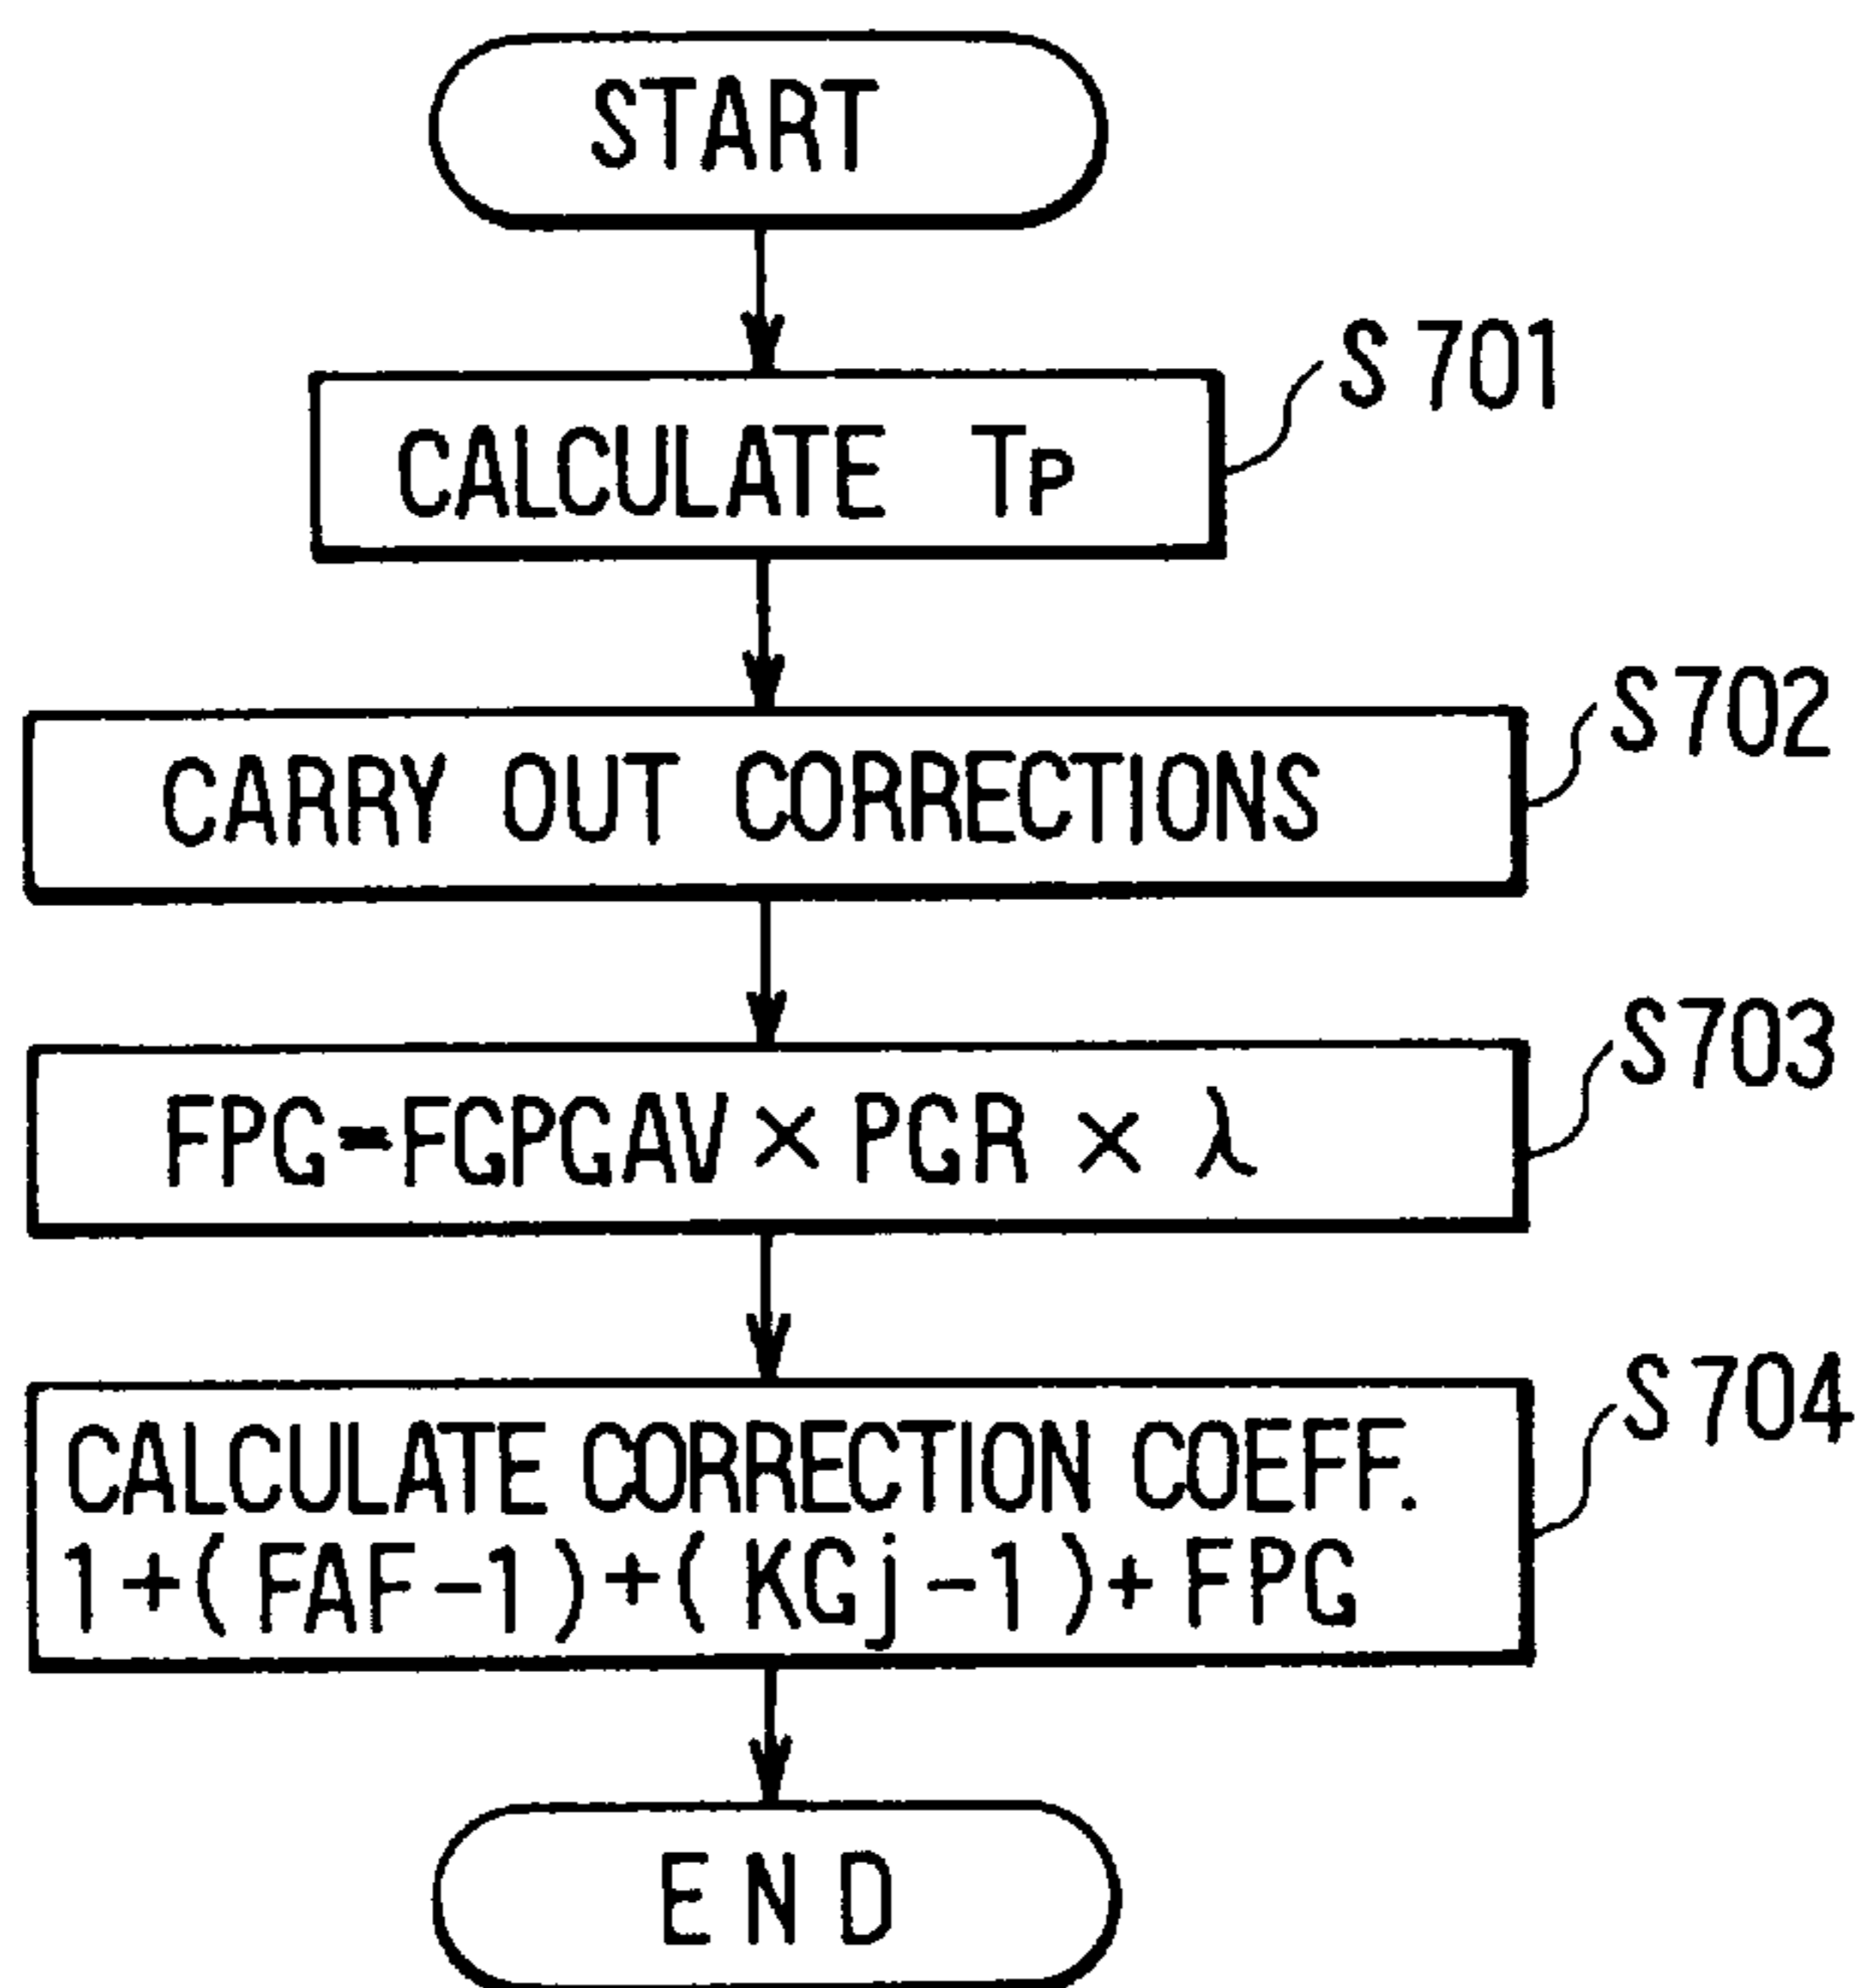 START
S701
CALCULATE Tp
S702
CARRY OUT CORRECTIONS
S703
FPG=FGPGAV × PGR × λ
S704
CALCULATE CORRECTION COEFF.
1+(FAF-1)+(KGj-1)+FPG
END